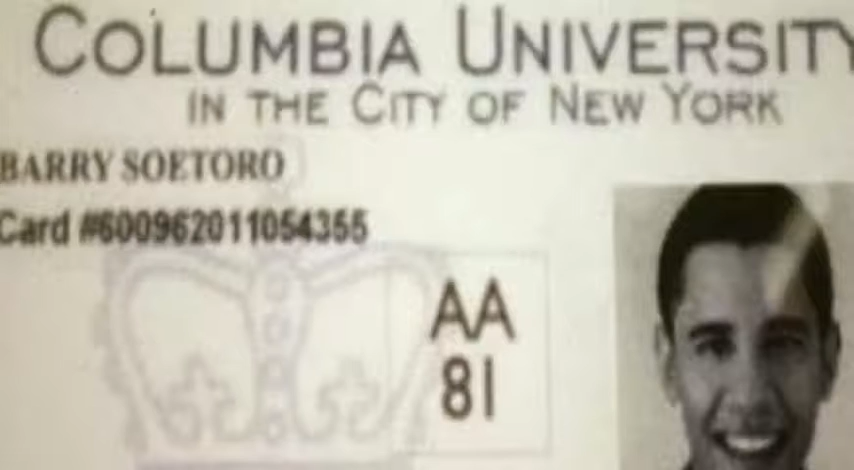 COLUMBIA UNIVERSITY
IN THE CITY OF NEW YORK
BARRY SOETORO
Card #600962011054355
AA
81